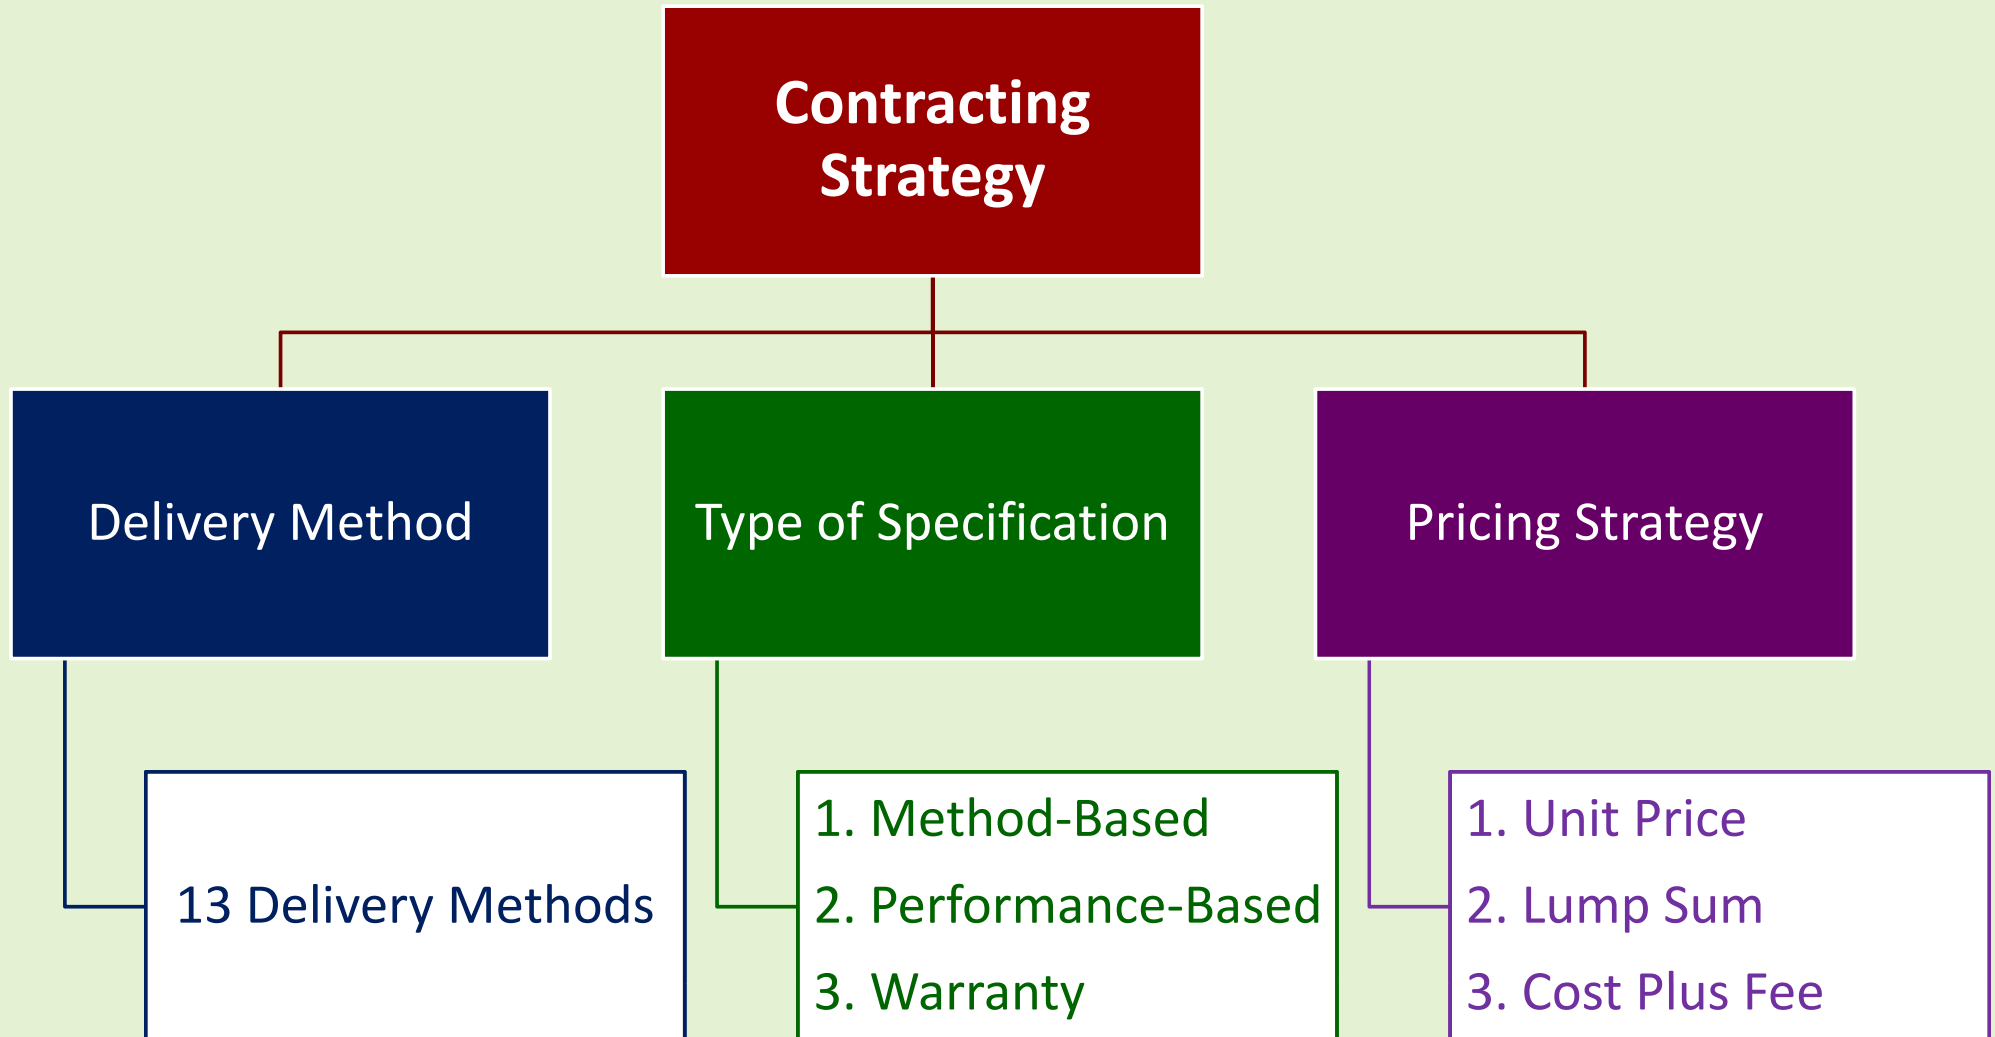 Contracting
Strategy
Delivery Method
Type of Specification
Pricing Strategy
13 Delivery Methods
1. Method-Based
2. Performance-Based
3. Warranty
1. Unit Price
2. Lump Sum
3. Cost Plus Fee